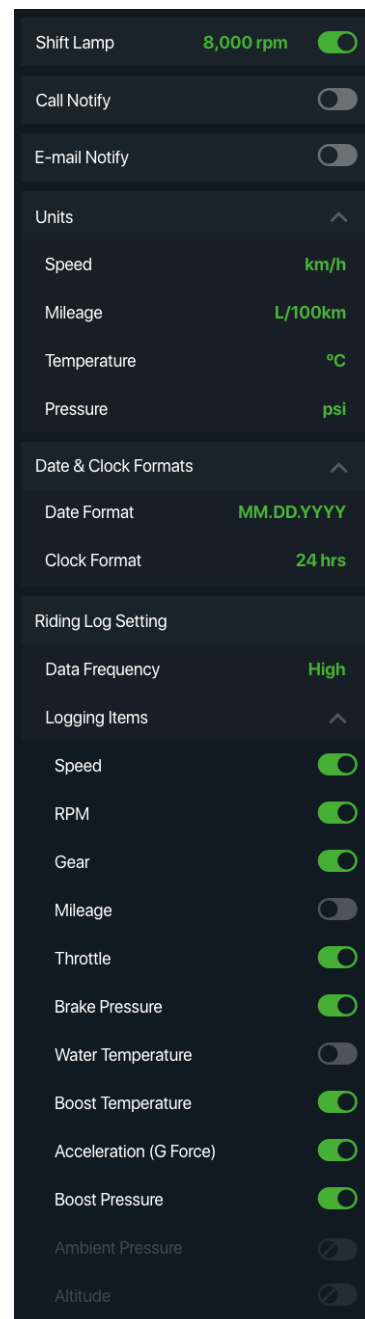 Shift Lamp 8,000 rpm
Call Notify
E-mail Notify
Units
Speed km/h
Mileage L/100km
Temperature ºC
Pressure psi
Date & Clock Formats
Date Format MM.DD.YYYY
Clock Format 24 hrs
Riding Log Setting
Data Frequency High
Logging Items
Speed
RPM
Gear
Mileage
Throttle
Brake Pressure
Water Temperature
Boost Temperature
Acceleration (G Force)
Boost Pressure
Ambient Pressure
Altitude